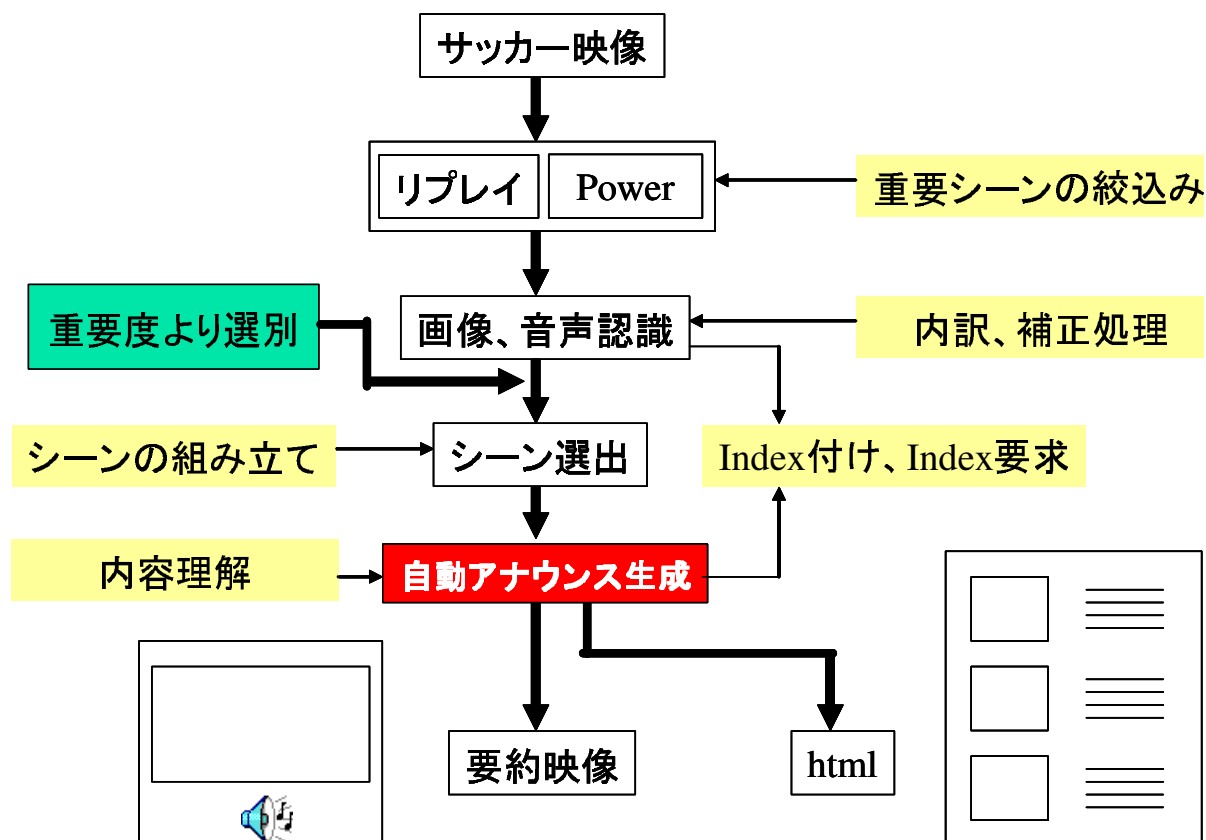 サッカー映像
リプレイ
Power
重要シーンの絞込み
重要度より選別
画像、音声認識
内訳、補正処理
シーンの組み立て
シーン選出
Index付け、Index要求
内容理解
自動アナウンス生成
要約映像
html